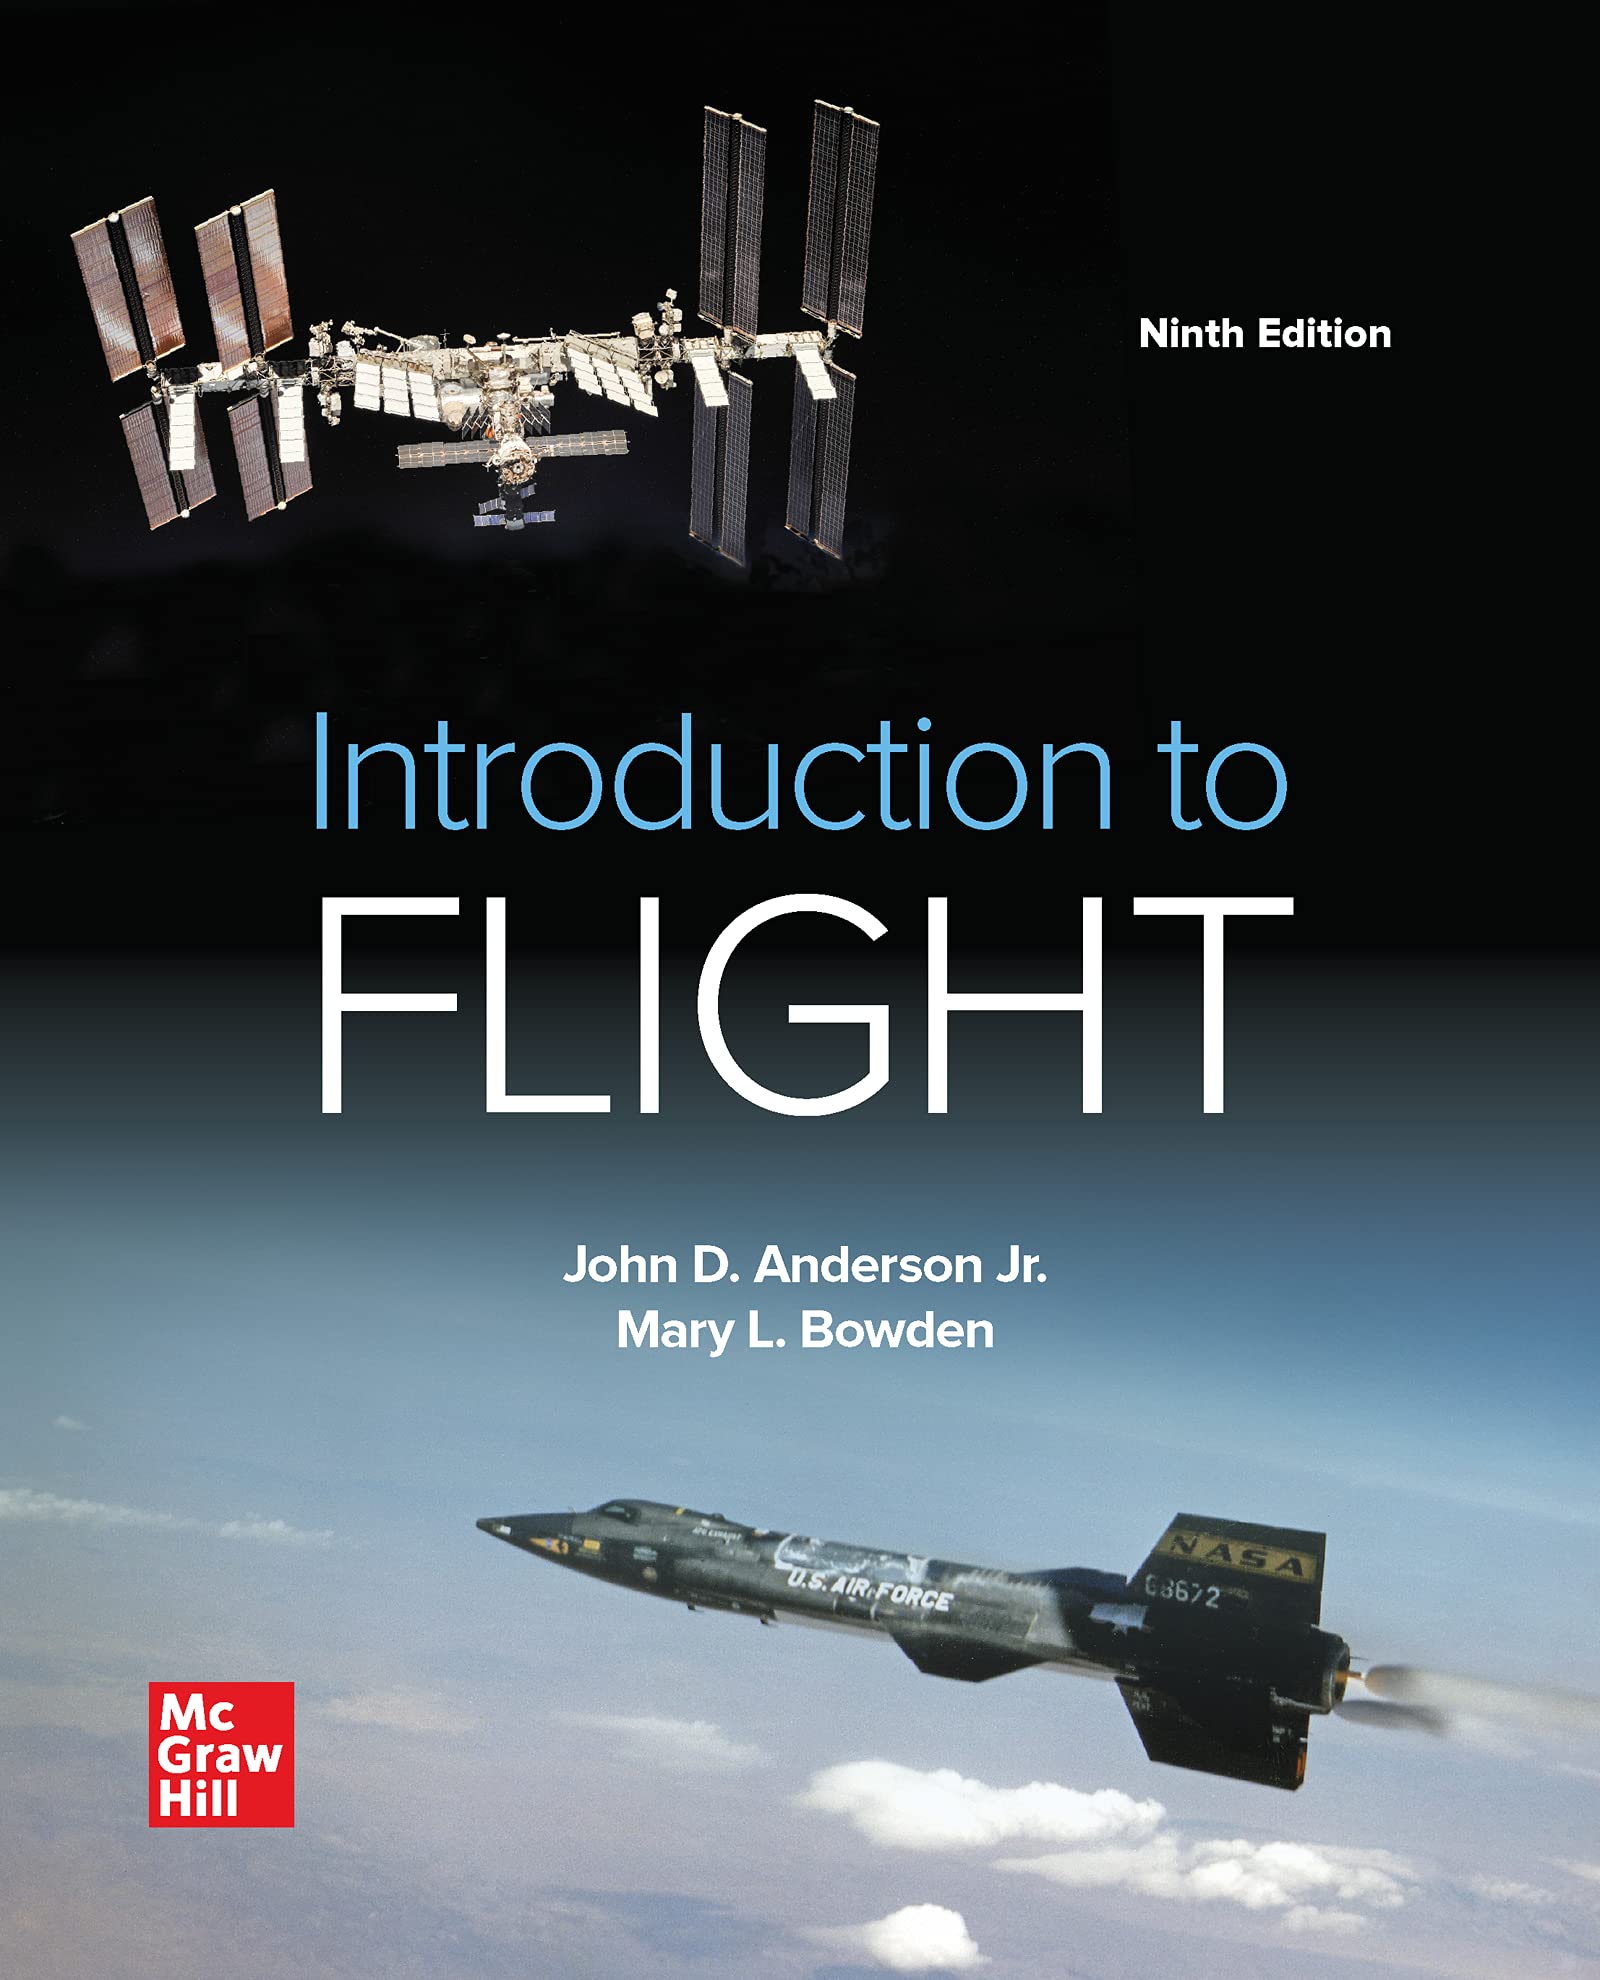 Ninth Edition
Introduction to
FLIGHT
John D. Anderson Jr.
Mary L. Bowden
NASA
U.S. AIR FORCE
Mc
Graw
Hill